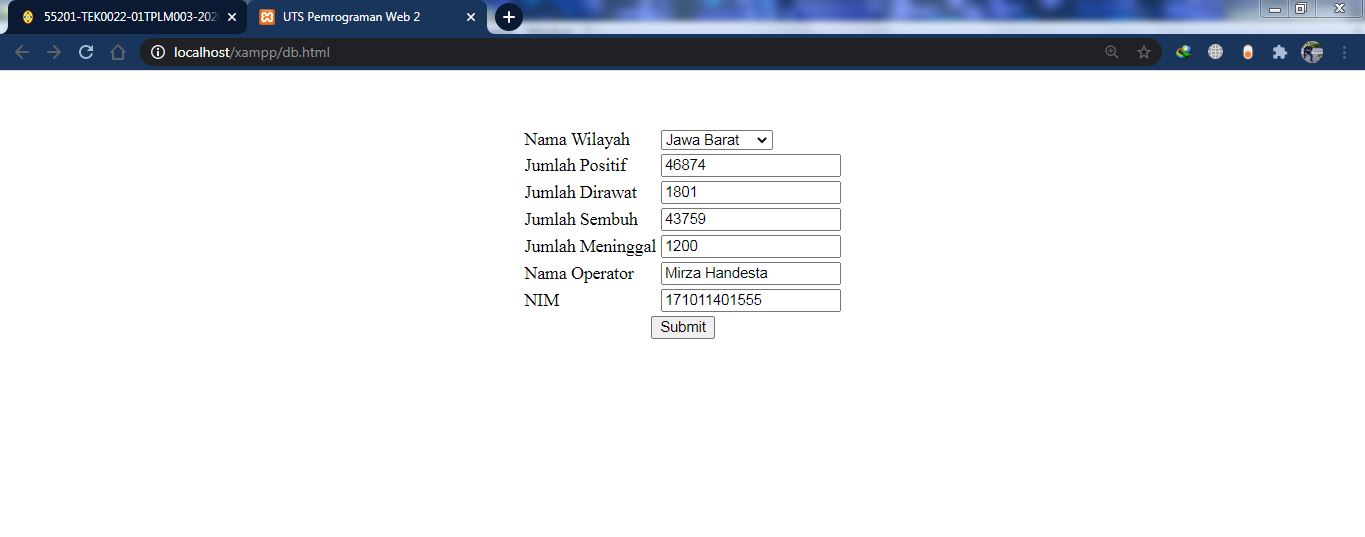 55201-TEK0022-01TPLM003-202
UTS Pemrograman Web 2
localhost/xampp/db.html
Nama Wilayah Jawa Barat
Jumlah Positif 46874
Jumlah Dirawat 1801
Jumlah Sembuh 43759
Jumlah Meninggal 1200
Nama Operator Mirza Handesta
NIM 171011401555
Submit